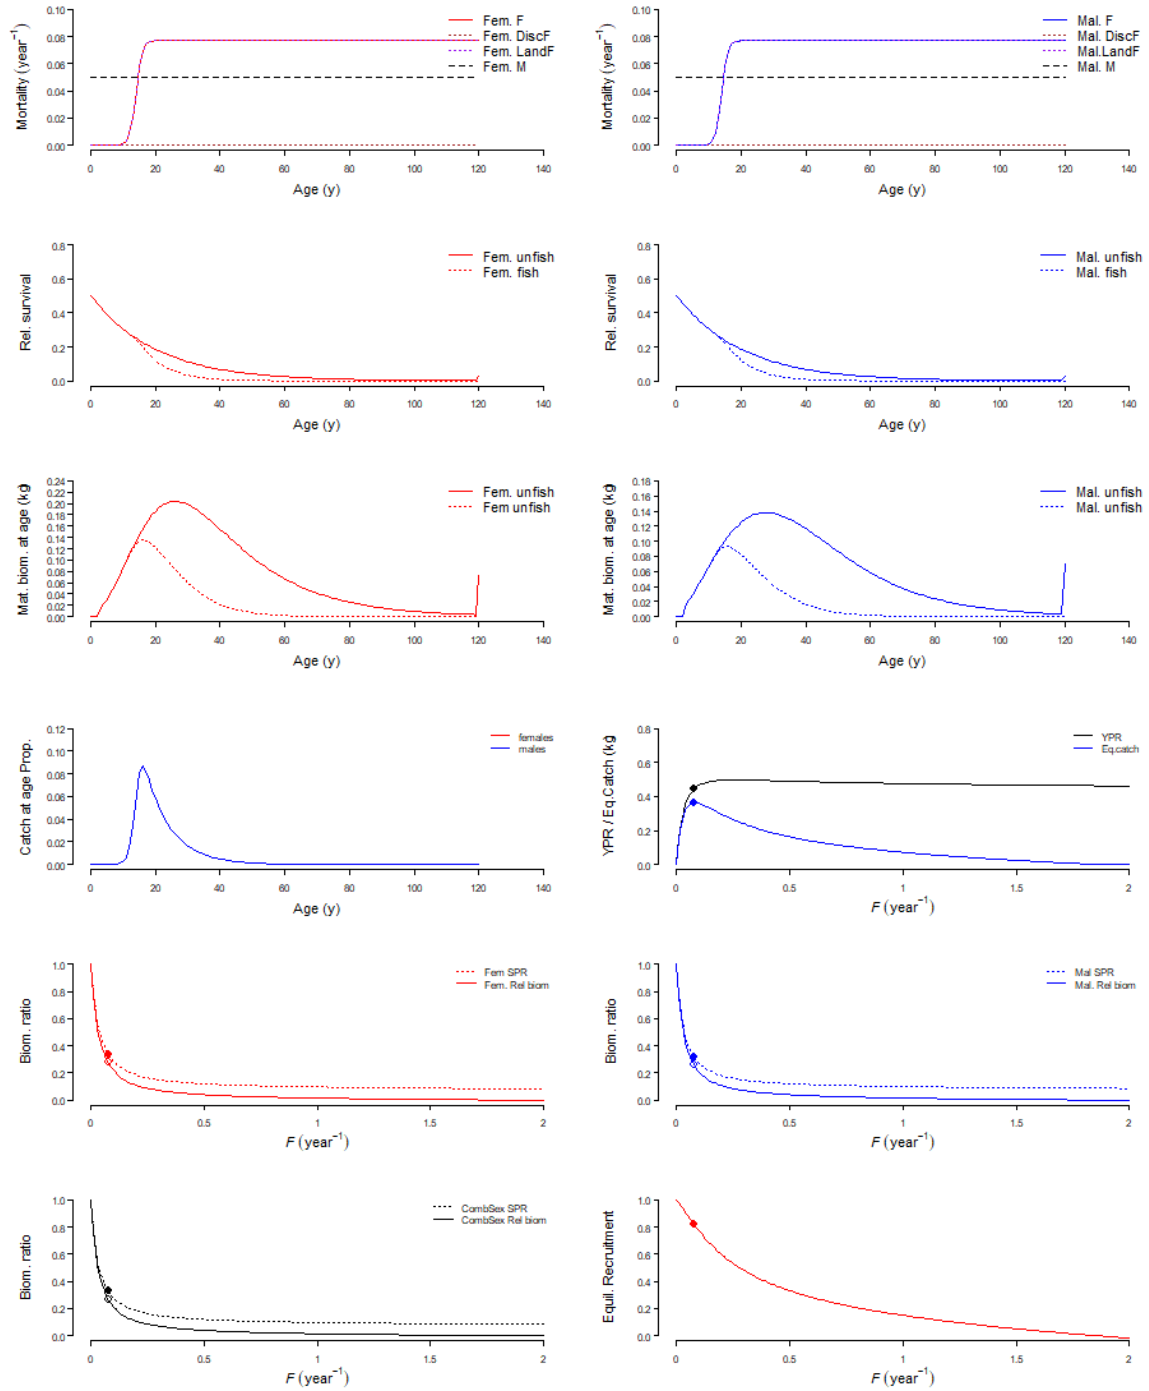 0.10
0.08
0.06
0.04
0.02
0.00
Mortality (year⁻¹)
Fem. F
Fem. DiscF
Fem. LandF
Fem. M
0 20 40 60 80 100 120 140
Age (y)
0.10
0.08
0.06
0.04
0.02
0.00
Mortality (year⁻¹)
Mal. F
Mal. DiscF
Mal.LandF
Mal. M
0 20 40 60 80 100 120 140
Age (y)
0.8
0.6
0.4
0.2
0.0
Rel. survival
Fem. unfish
Fem. fish
0 20 40 60 80 100 120 140
Age (y)
0.8
0.6
0.4
0.2
0.0
Rel. survival
Mal. unfish
Mal. fish
0 20 40 60 80 100 120 140
Age (y)
0.24
0.22
0.20
0.18
0.16
0.14
0.12
0.10
0.08
0.06
0.04
0.02
0.00
Mat. biom. at age (kg)
Fem. unfish
Fem unfish
0 20 40 60 80 100 120 140
Age (y)
0.18
0.16
0.14
0.12
0.10
0.08
0.06
0.04
0.02
0.00
Mat. biom. at age (kg)
Mal. unfish
Mal. unfish
0 20 40 60 80 100 120 140
Age (y)
0.12
0.10
0.08
0.06
0.04
0.02
0.00
Catch at age Prop.
females
males
0 20 40 60 80 100 120 140
Age (y)
0.8
0.6
0.4
0.2
0.0
YPR / Eq.Catch (kg)
YPR
Eq.catch
0 0.5 1 1.5 2
F (year⁻¹)
1.0
0.8
0.6
0.4
0.2
0.0
Biom. ratio
Fem SPR
Fem. Rel biom
0 0.5 1 1.5 2
F (year⁻¹)
1.0
0.8
0.6
0.4
0.2
0.0
Biom. ratio
Mal SPR
Mal. Rel biom
0 0.5 1 1.5 2
F (year⁻¹)
1.0
0.8
0.6
0.4
0.2
0.0
Biom. ratio
CombSex SPR
CombSex Rel biom
0 0.5 1 1.5 2
F (year⁻¹)
1.0
0.8
0.6
0.4
0.2
0.0
Equil. Recruitment
0 0.5 1 1.5 2
F (year⁻¹)